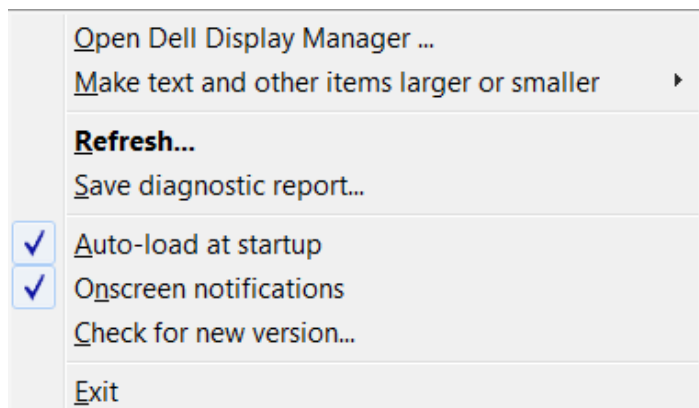 Open Dell Display Manager ...
Make text and other items larger or smaller
Refresh...
Save diagnostic report...
Auto-load at startup
Onscreen notifications
Check for new version...
Exit